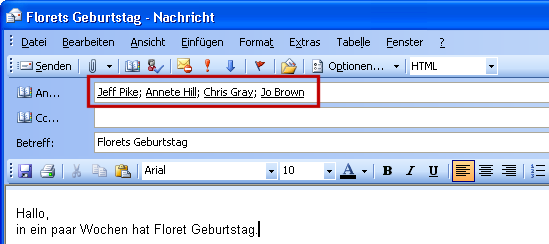 Florets Geburtstag - Nachricht
Datei Bearbeiten Ansicht Einfügen Format Extras Tabelle Fenster ?
Senden Optionen... HTML
An... Jeff Pike; Annete Hill; Chris Gray; Jo Brown
Cc...
Betreff: Florets Geburtstag
Arial 10 A B I U
Hallo,
in ein paar Wochen hat Floret Geburtstag.